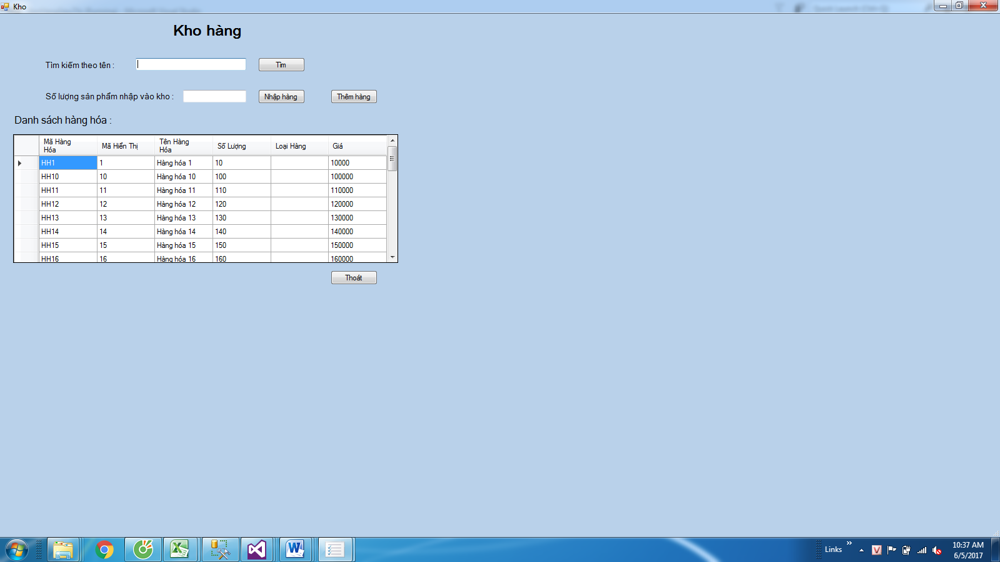 Kho
Kho hàng
Tìm kiếm theo tên :
Tìm
Số lượng sản phẩm nhập vào kho :
Nhập hàng
Thêm hàng
Danh sách hàng hóa :
Mã Hàng Hóa Mã Hiển Thị Tên Hàng Hóa Số Lượng Loại Hàng Giá
HH1 1 Hàng hóa 1 10 10000
HH10 10 Hàng hóa 10 100 100000
HH11 11 Hàng hóa 11 110 110000
HH12 12 Hàng hóa 12 120 120000
HH13 13 Hàng hóa 13 130 130000
HH14 14 Hàng hóa 14 140 140000
HH15 15 Hàng hóa 15 150 150000
HH16 16 Hàng hóa 16 160 160000
Thoát
Links
10:37 AM
6/5/2017